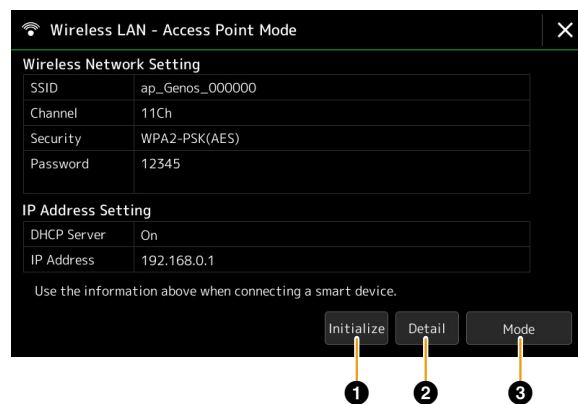 Wireless LAN - Access Point Mode
Wireless Network Setting
SSID ap_Genos_000000
Channel 11Ch
Security WPA2-PSK(AES)
Password 12345
IP Address Setting
DHCP Server On
IP Address 192.168.0.1
Use the information above when connecting a smart device.
Initialize Detail Mode
1 2 3